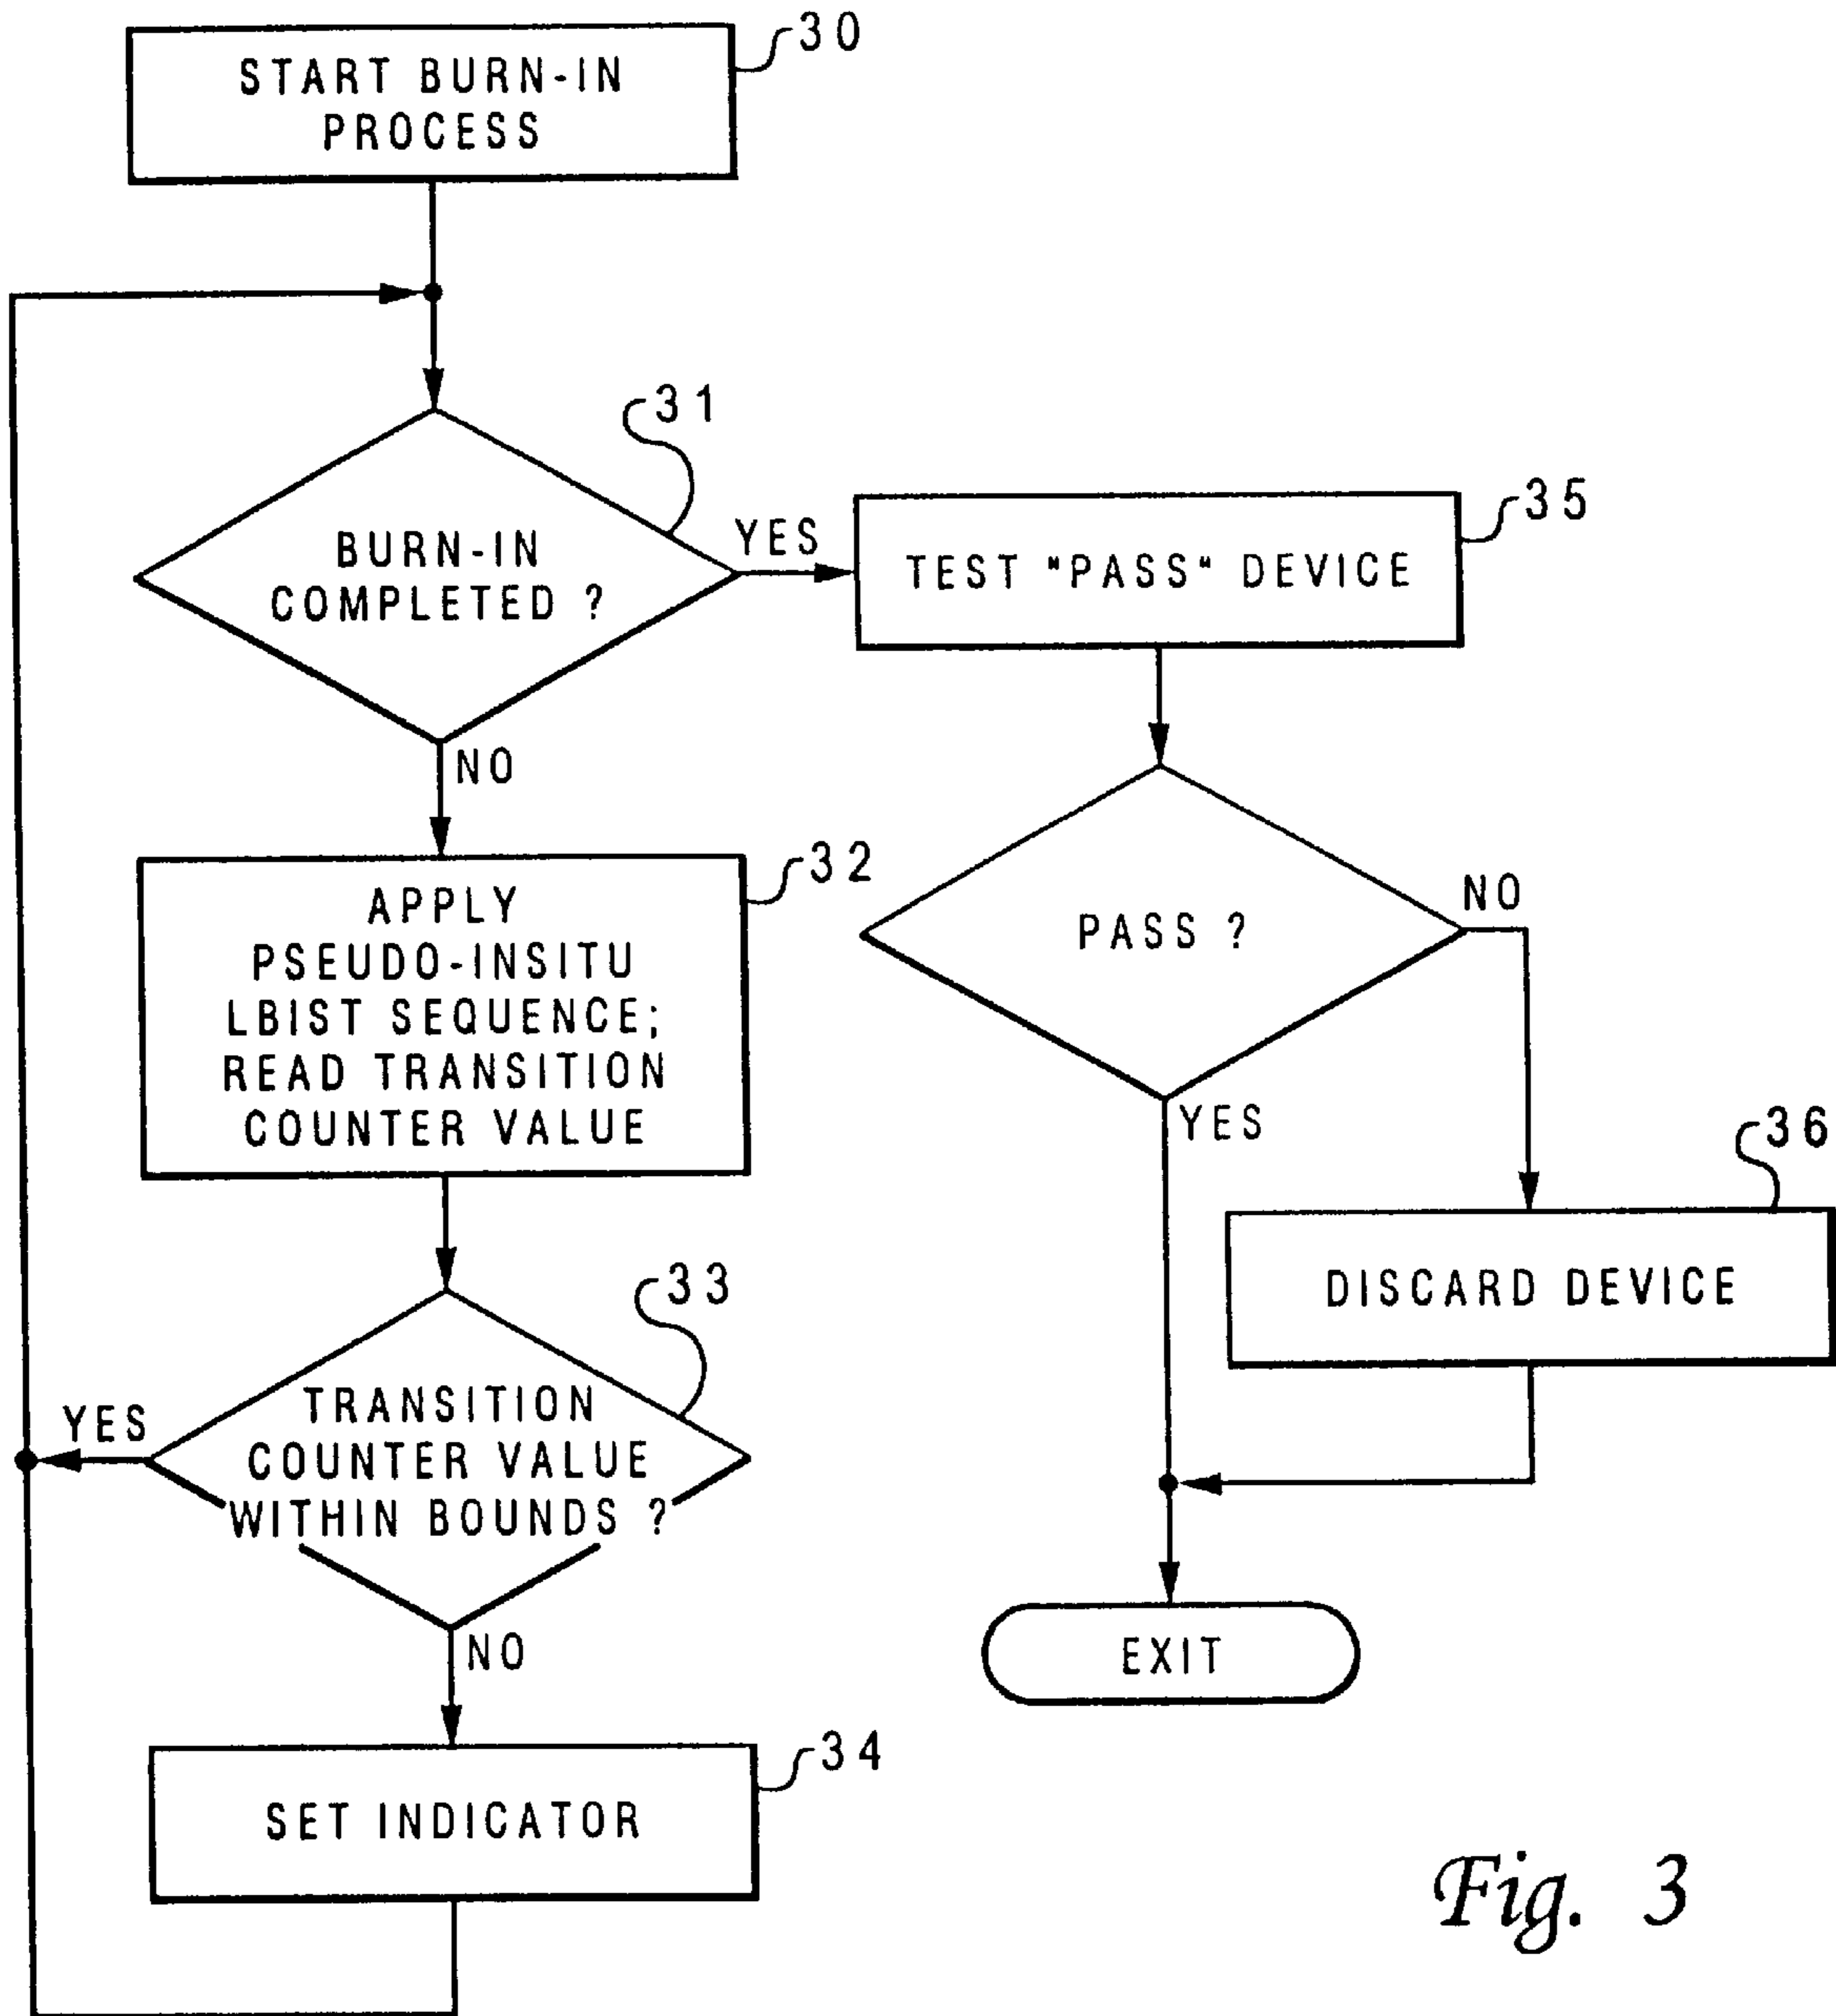 30
START BURN-IN
PROCESS
31
BURN-IN
COMPLETED ?
YES
NO
35
TEST "PASS" DEVICE
32
APPLY
PSEUDO-INSITU
LBIST SEQUENCE;
READ TRANSITION
COUNTER VALUE
PASS ?
NO
YES
36
DISCARD DEVICE
33
TRANSITION
COUNTER VALUE
WITHIN BOUNDS ?
YES
NO
EXIT
34
SET INDICATOR
Fig. 3